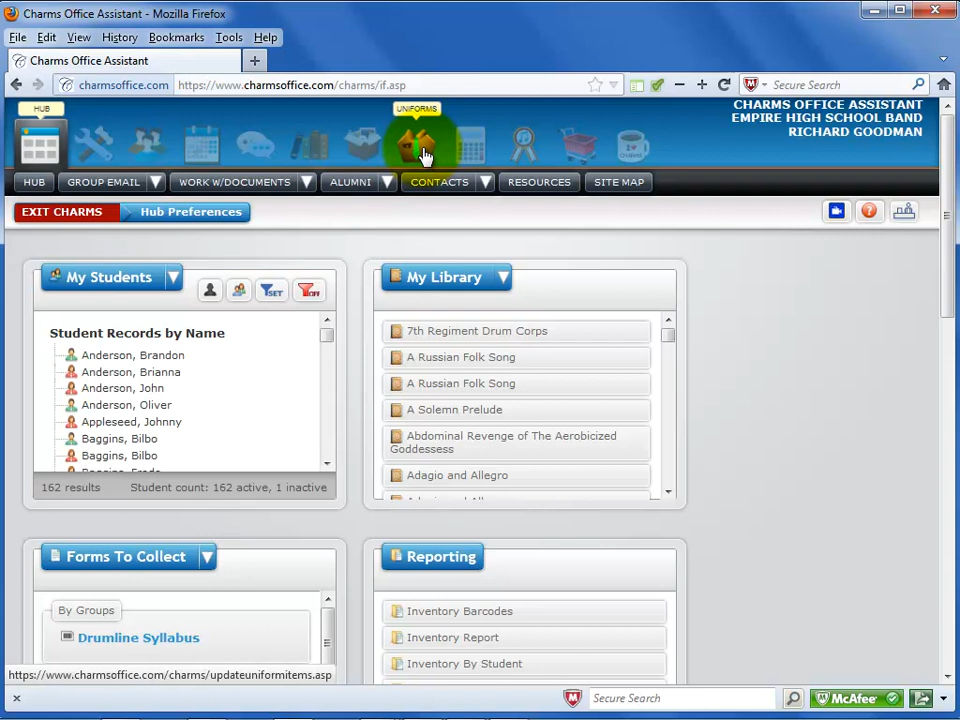 Charms Office Assistant - Mozilla Firefox
File Edit View History Bookmarks Tools Help
Charms Office Assistant
charmsoffice.com https://www.charmsoffice.com/charms/if.asp Secure Search
HUB UNIFORMS
CHARMS OFFICE ASSISTANT
EMPIRE HIGH SCHOOL BAND
RICHARD GOODMAN
HUB GROUP EMAIL WORK W/DOCUMENTS ALUMNI CONTACTS RESOURCES SITE MAP
EXIT CHARMS Hub Preferences
My Students
SET OFF
Student Records by Name
Anderson, Brandon
Anderson, Brianna
Anderson, John
Anderson, Oliver
Appleseed, Johnny
Baggins, Bilbo
Baggins, Bilbo
162 results Student count: 162 active, 1 inactive
My Library
7th Regiment Drum Corps
A Russian Folk Song
A Russian Folk Song
A Solemn Prelude
Abdominal Revenge of The Aerobicized
Goddessess
Adagio and Allegro
Forms To Collect
By Groups
Drumline Syllabus
Reporting
Inventory Barcodes
Inventory Report
Inventory By Student
https://www.charmsoffice.com/charms/updateuniformitems.asp
Secure Search McAfee